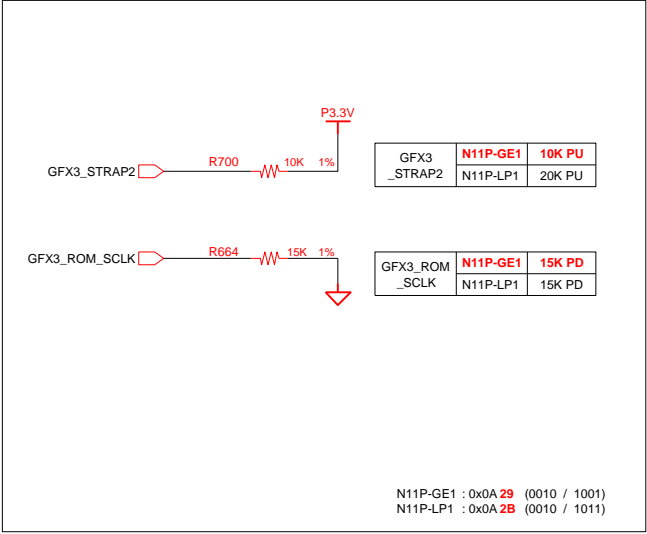 P3.3V
GFX3_STRAP2 R700 10K 1%
GFX3 _STRAP2
N11P-GE1 10K PU
N11P-LP1 20K PU
GFX3_ROM_SCLK R664 15K 1%
GFX3_ROM _SCLK
N11P-GE1 15K PD
N11P-LP1 15K PD
N11P-GE1 : 0x0A 29 (0010 / 1001)
N11P-LP1 : 0x0A 2B (0010 / 1011)